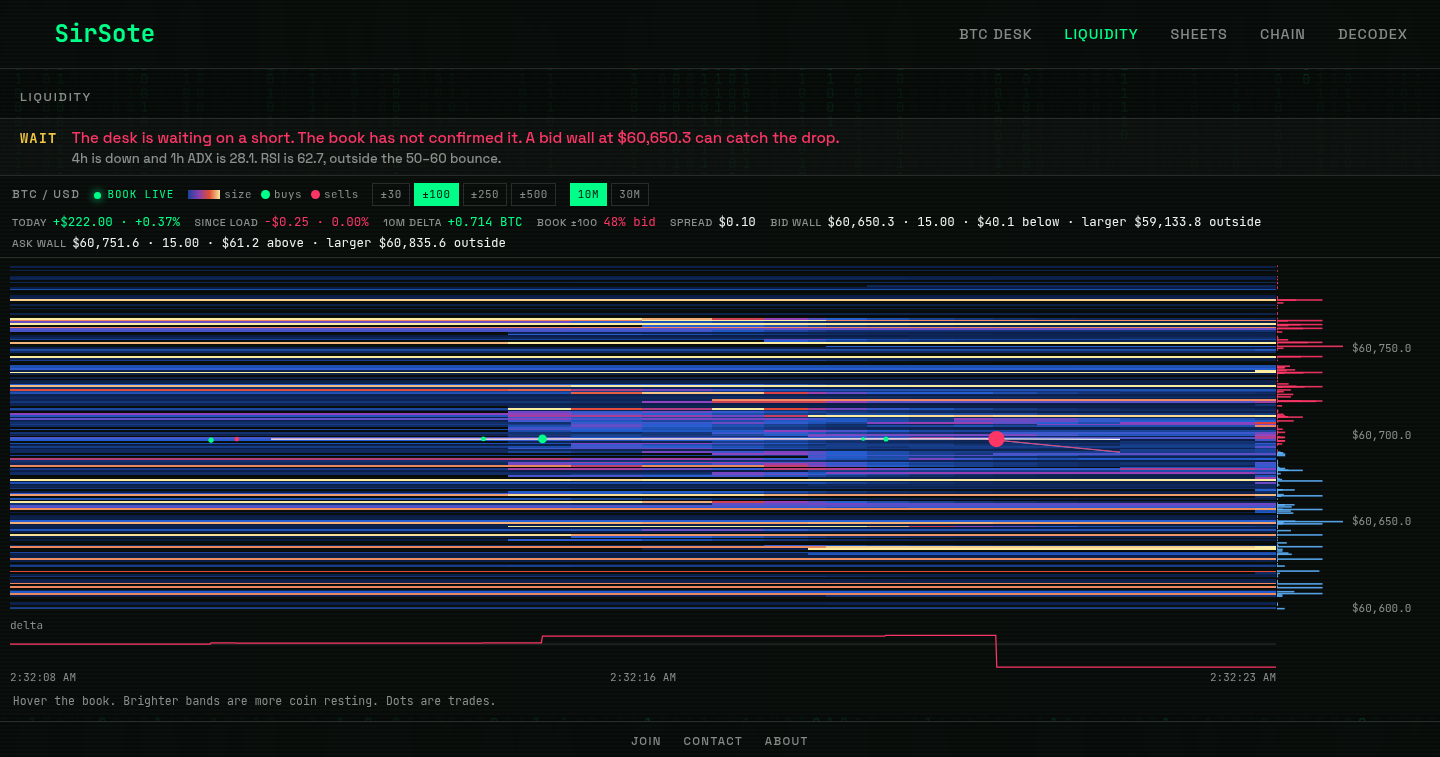 SirSote
BTC DESK LIQUIDITY SHEETS CHAIN DECODEX
LIQUIDITY
WAIT The desk is waiting on a short. The book has not confirmed it. A bid wall at $60,650.3 can catch the drop.
4h is down and 1h ADX is 28.1. RSI is 62.7, outside the 50–60 bounce.
BTC / USD BOOK LIVE size buys sells ±30 ±100 ±250 ±500 10M 30M
TODAY +$222.00 · +0.37% SINCE LOAD -$0.25 · 0.00% 10M DELTA +0.714 BTC BOOK ±100 48% bid SPREAD $0.10 BID WALL $60,650.3 · 15.00 · $40.1 below · larger $59,133.8 outside
ASK WALL $60,751.6 · 15.00 · $61.2 above · larger $60,835.6 outside
$60,750.0
$60,700.0
$60,650.0
$60,600.0
delta
2:32:08 AM 2:32:16 AM 2:32:23 AM
Hover the book. Brighter bands are more coin resting. Dots are trades.
JOIN CONTACT ABOUT